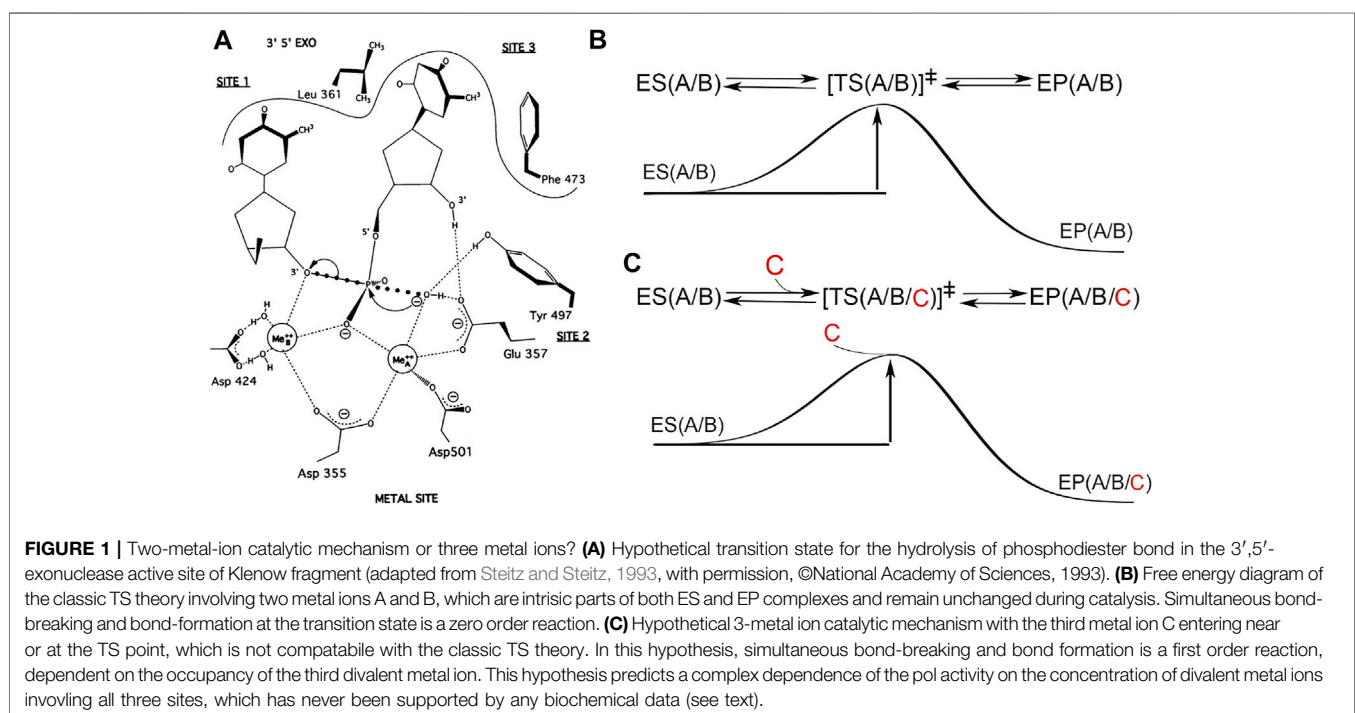 A
3' 5' EXO
SITE 1
Leu 361
CH₃
CH₃
SITE 3
O
O
CH³
O
O
CH₃
Phe 473
3'
O
H
5'
O
H
O
3'
O
P
O
⊖
O
H
O
⊖
O
⊖
O
Tyr 497
SITE 2
Glu 357
O
H
H
O
H
O
H
Me⁺⁺B
Me⁺⁺A
Asp 424
O
O
⊖
O
⊖
O
Asp501
Asp 355
METAL SITE
B
ES(A/B) [TS(A/B)]‡ EP(A/B)
ES(A/B)
EP(A/B)
C
C
ES(A/B) [TS(A/B/C)]‡ EP(A/B/C)
C
ES(A/B)
EP(A/B/C)
FIGURE 1 | Two-metal-ion catalytic mechanism or three metal ions? (A) Hypothetical transition state for the hydrolysis of phosphodiester bond in the 3′,5′-
exonuclease active site of Klenow fragment (adapted from Steitz and Steitz, 1993, with permission, ©National Academy of Sciences, 1993). (B) Free energy diagram of
the classic TS theory involving two metal ions A and B, which are intrisic parts of both ES and EP complexes and remain unchanged during catalysis. Simultaneous bond-
breaking and bond-formation at the transition state is a zero order reaction. (C) Hypothetical 3-metal ion catalytic mechanism with the third metal ion C entering near
or at the TS point, which is not compatabile with the classic TS theory. In this hypothesis, simultaneous bond-breaking and bond formation is a first order reaction,
dependent on the occupancy of the third divalent metal ion. This hypothesis predicts a complex dependence of the pol activity on the concentration of divalent metal ions
invovling all three sites, which has never been supported by any biochemical data (see text).